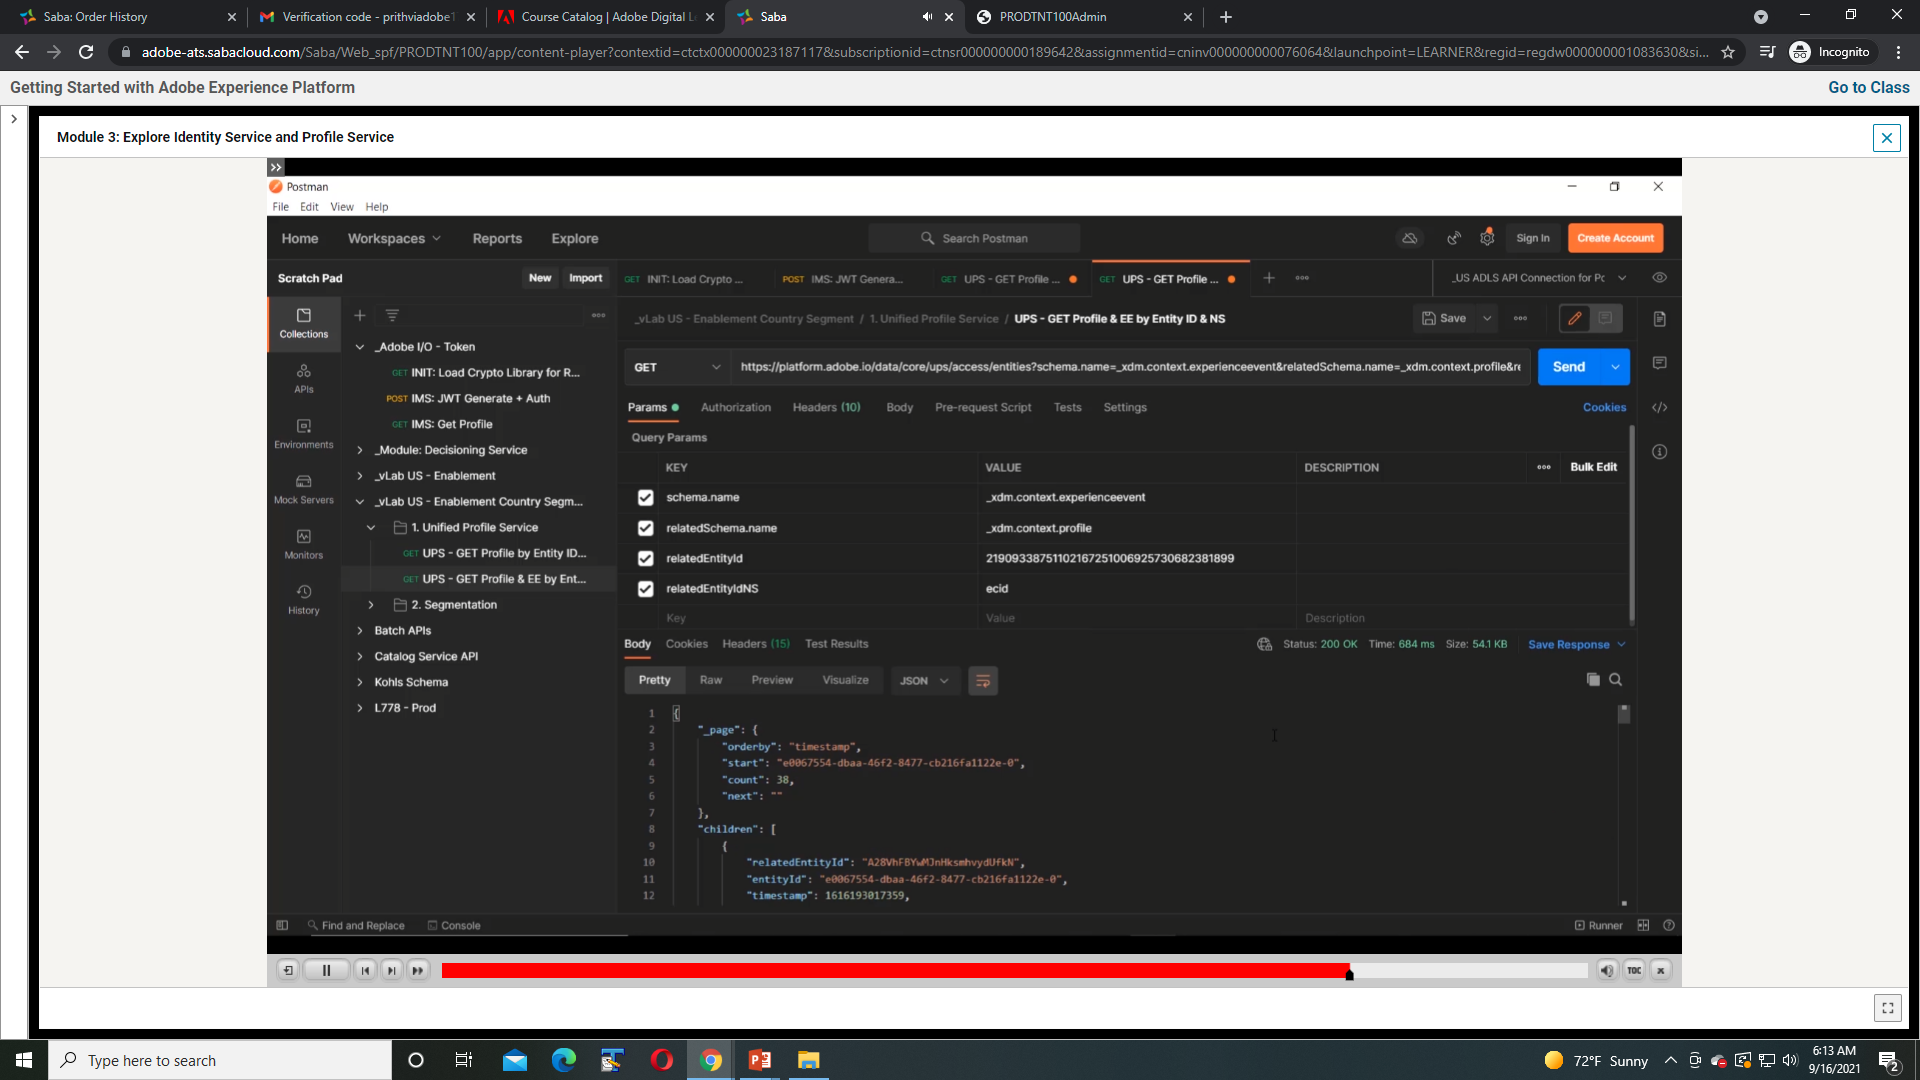 Saba: Order History
Verification code - prithviadobe1
Course Catalog | Adobe Digital L
Saba
PRODTNT100Admin
adobe-ats.sabacloud.com/Saba/Web_spf/PRODTNT100/app/content-player?contextid=ctctx000000023187117&subscriptionid=ctnsr000000000189642&assignmentid=cninv000000000076064&launchpoint=LEARNER&regid=regdw000000001083630&si...
Incognito
Getting Started with Adobe Experience Platform
Go to Class
Module 3: Explore Identity Service and Profile Service
Postman
File Edit View Help
Home Workspaces Reports Explore
Search Postman
Sign In
Create Account
Scratch Pad
New
Import
GET INIT: Load Crypto ...
POST IMS: JWT Genera...
GET UPS - GET Profile ...
GET UPS - GET Profile ...
_US ADLS API Connection for Pc
Collections
APIs
Environments
Mock Servers
Monitors
History
_Adobe I/O - Token
GET INIT: Load Crypto Library for R...
POST IMS: JWT Generate + Auth
GET IMS: Get Profile
_Module: Decisioning Service
_vLab US - Enablement
_vLab US - Enablement Country Segm...
1. Unified Profile Service
GET UPS - GET Profile by Entity ID...
GET UPS - GET Profile & EE by Ent...
2. Segmentation
Batch APIs
Catalog Service API
Kohls Schema
L778 - Prod
_vLab US - Enablement Country Segment / 1. Unified Profile Service / UPS - GET Profile & EE by Entity ID & NS
Save
GET
https://platform.adobe.io/data/core/ups/access/entities?schema.name=_xdm.context.experienceevent&relatedSchema.name=_xdm.context.profile&re
Send
Params Authorization Headers (10) Body Pre-request Script Tests Settings
Cookies
Query Params
KEY VALUE DESCRIPTION
Bulk Edit
schema.name _xdm.context.experienceevent
relatedSchema.name _xdm.context.profile
relatedEntityId 21909338751102167251006925730682381899
relatedEntityIdNS ecid
Key Value Description
Body Cookies Headers (15) Test Results
Status: 200 OK Time: 684 ms Size: 54.1 KB
Save Response
Pretty Raw Preview Visualize JSON
1 {
2 "_page": {
3 "orderby": "timestamp",
4 "start": "e0067554-dbaa-46f2-8477-cb216fa1122e-0",
5 "count": 38,
6 "next": ""
7 },
8 "children": [
9 {
10 "relatedEntityId": "A28VhFBYwMJnHksmhvydUfkN",
11 "entityId": "e0067554-dbaa-46f2-8477-cb216fa1122e-0",
12 "timestamp": 1616193017359,
Find and Replace
Console
Runner
TOC
Type here to search
72°F Sunny
6:13 AM
9/16/2021
2